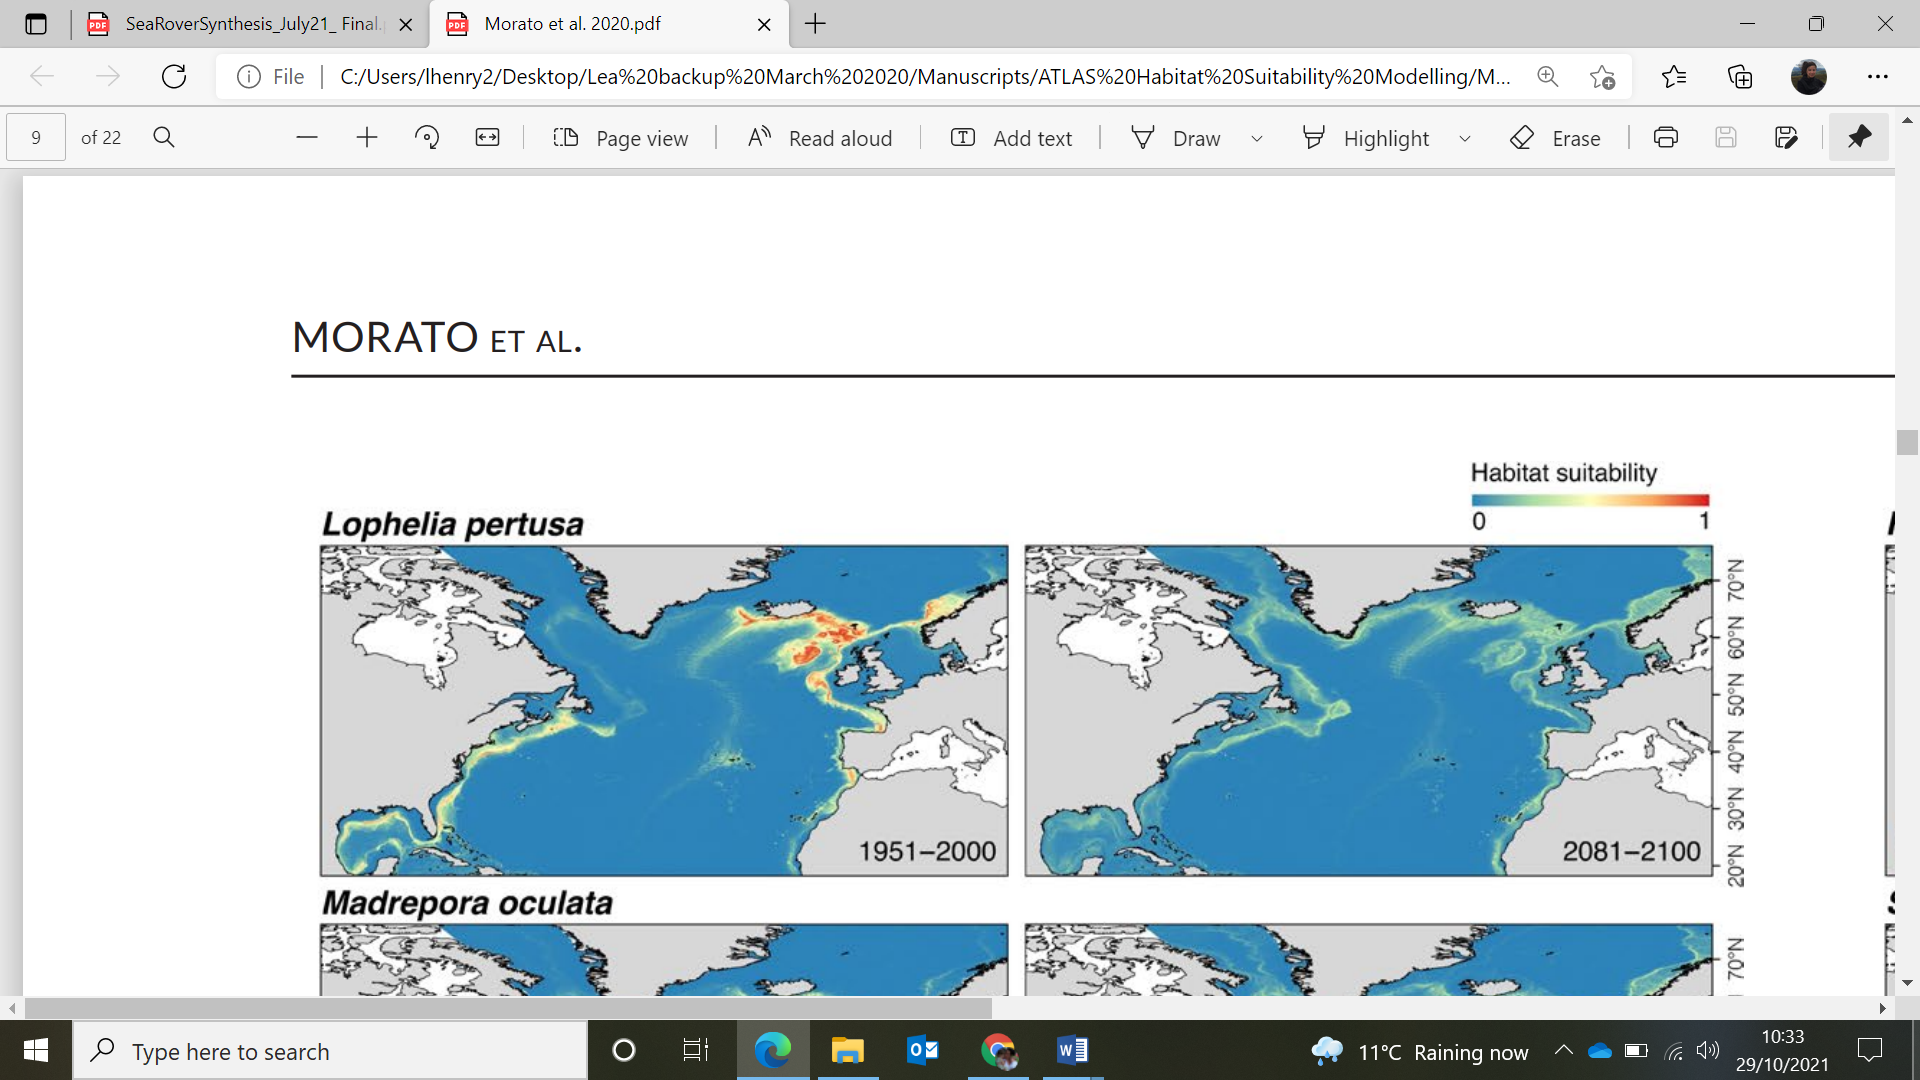 SeaRoverSynthesis_July21_ Final.
Morato et al. 2020.pdf
File
C:/Users/lhenry2/Desktop/Lea%20backup%20March%202020/Manuscripts/ATLAS%20Habitat%20Suitability%20Modelling/M...
9 of 22
Page view
Read aloud
Add text
Draw
Highlight
Erase
MORATO ET AL.
Habitat suitability
0 1
Lophelia pertusa
1951–2000
2081–2100
70°N
60°N
50°N
40°N
30°N
20°N
Madrepora oculata
70°N
Type here to search
11°C Raining now
10:33
29/10/2021